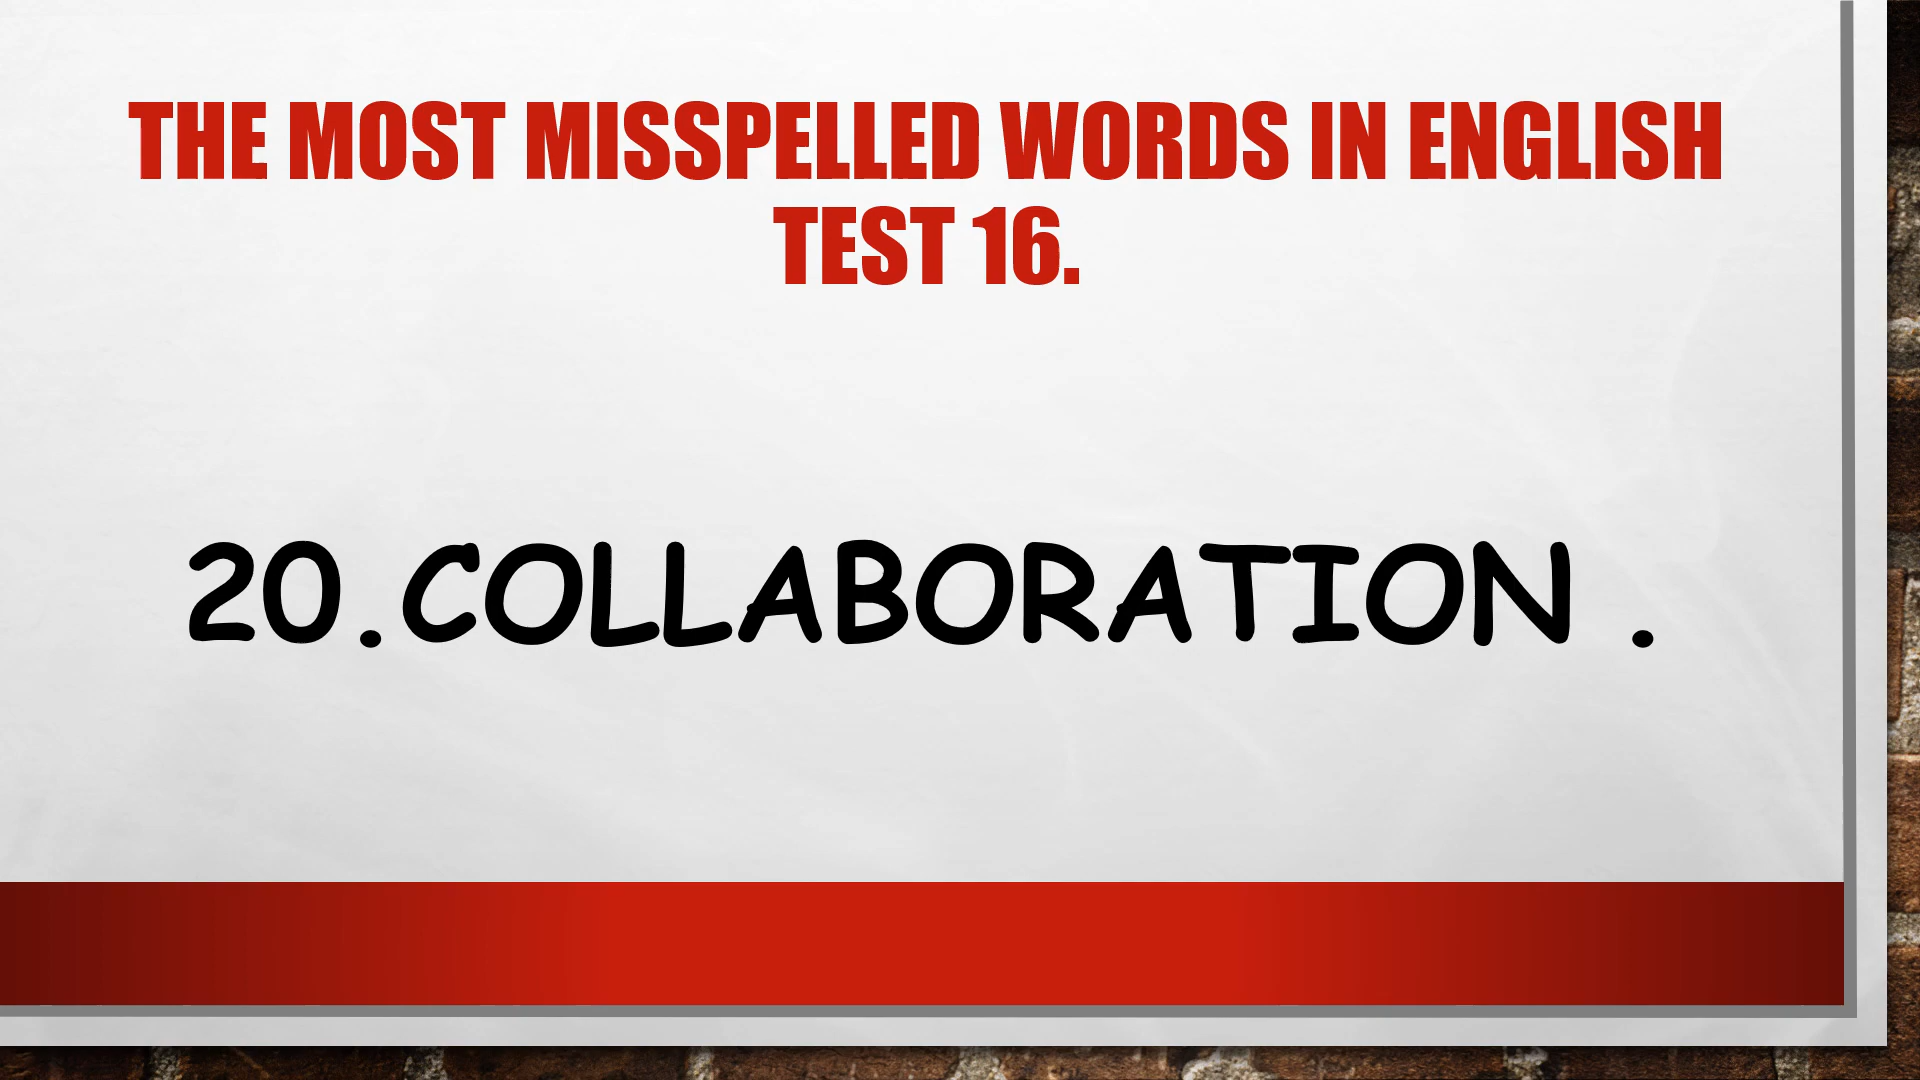 THE MOST MISSPELLED WORDS IN ENGLISH
TEST 16.
20.COLLABORATION .